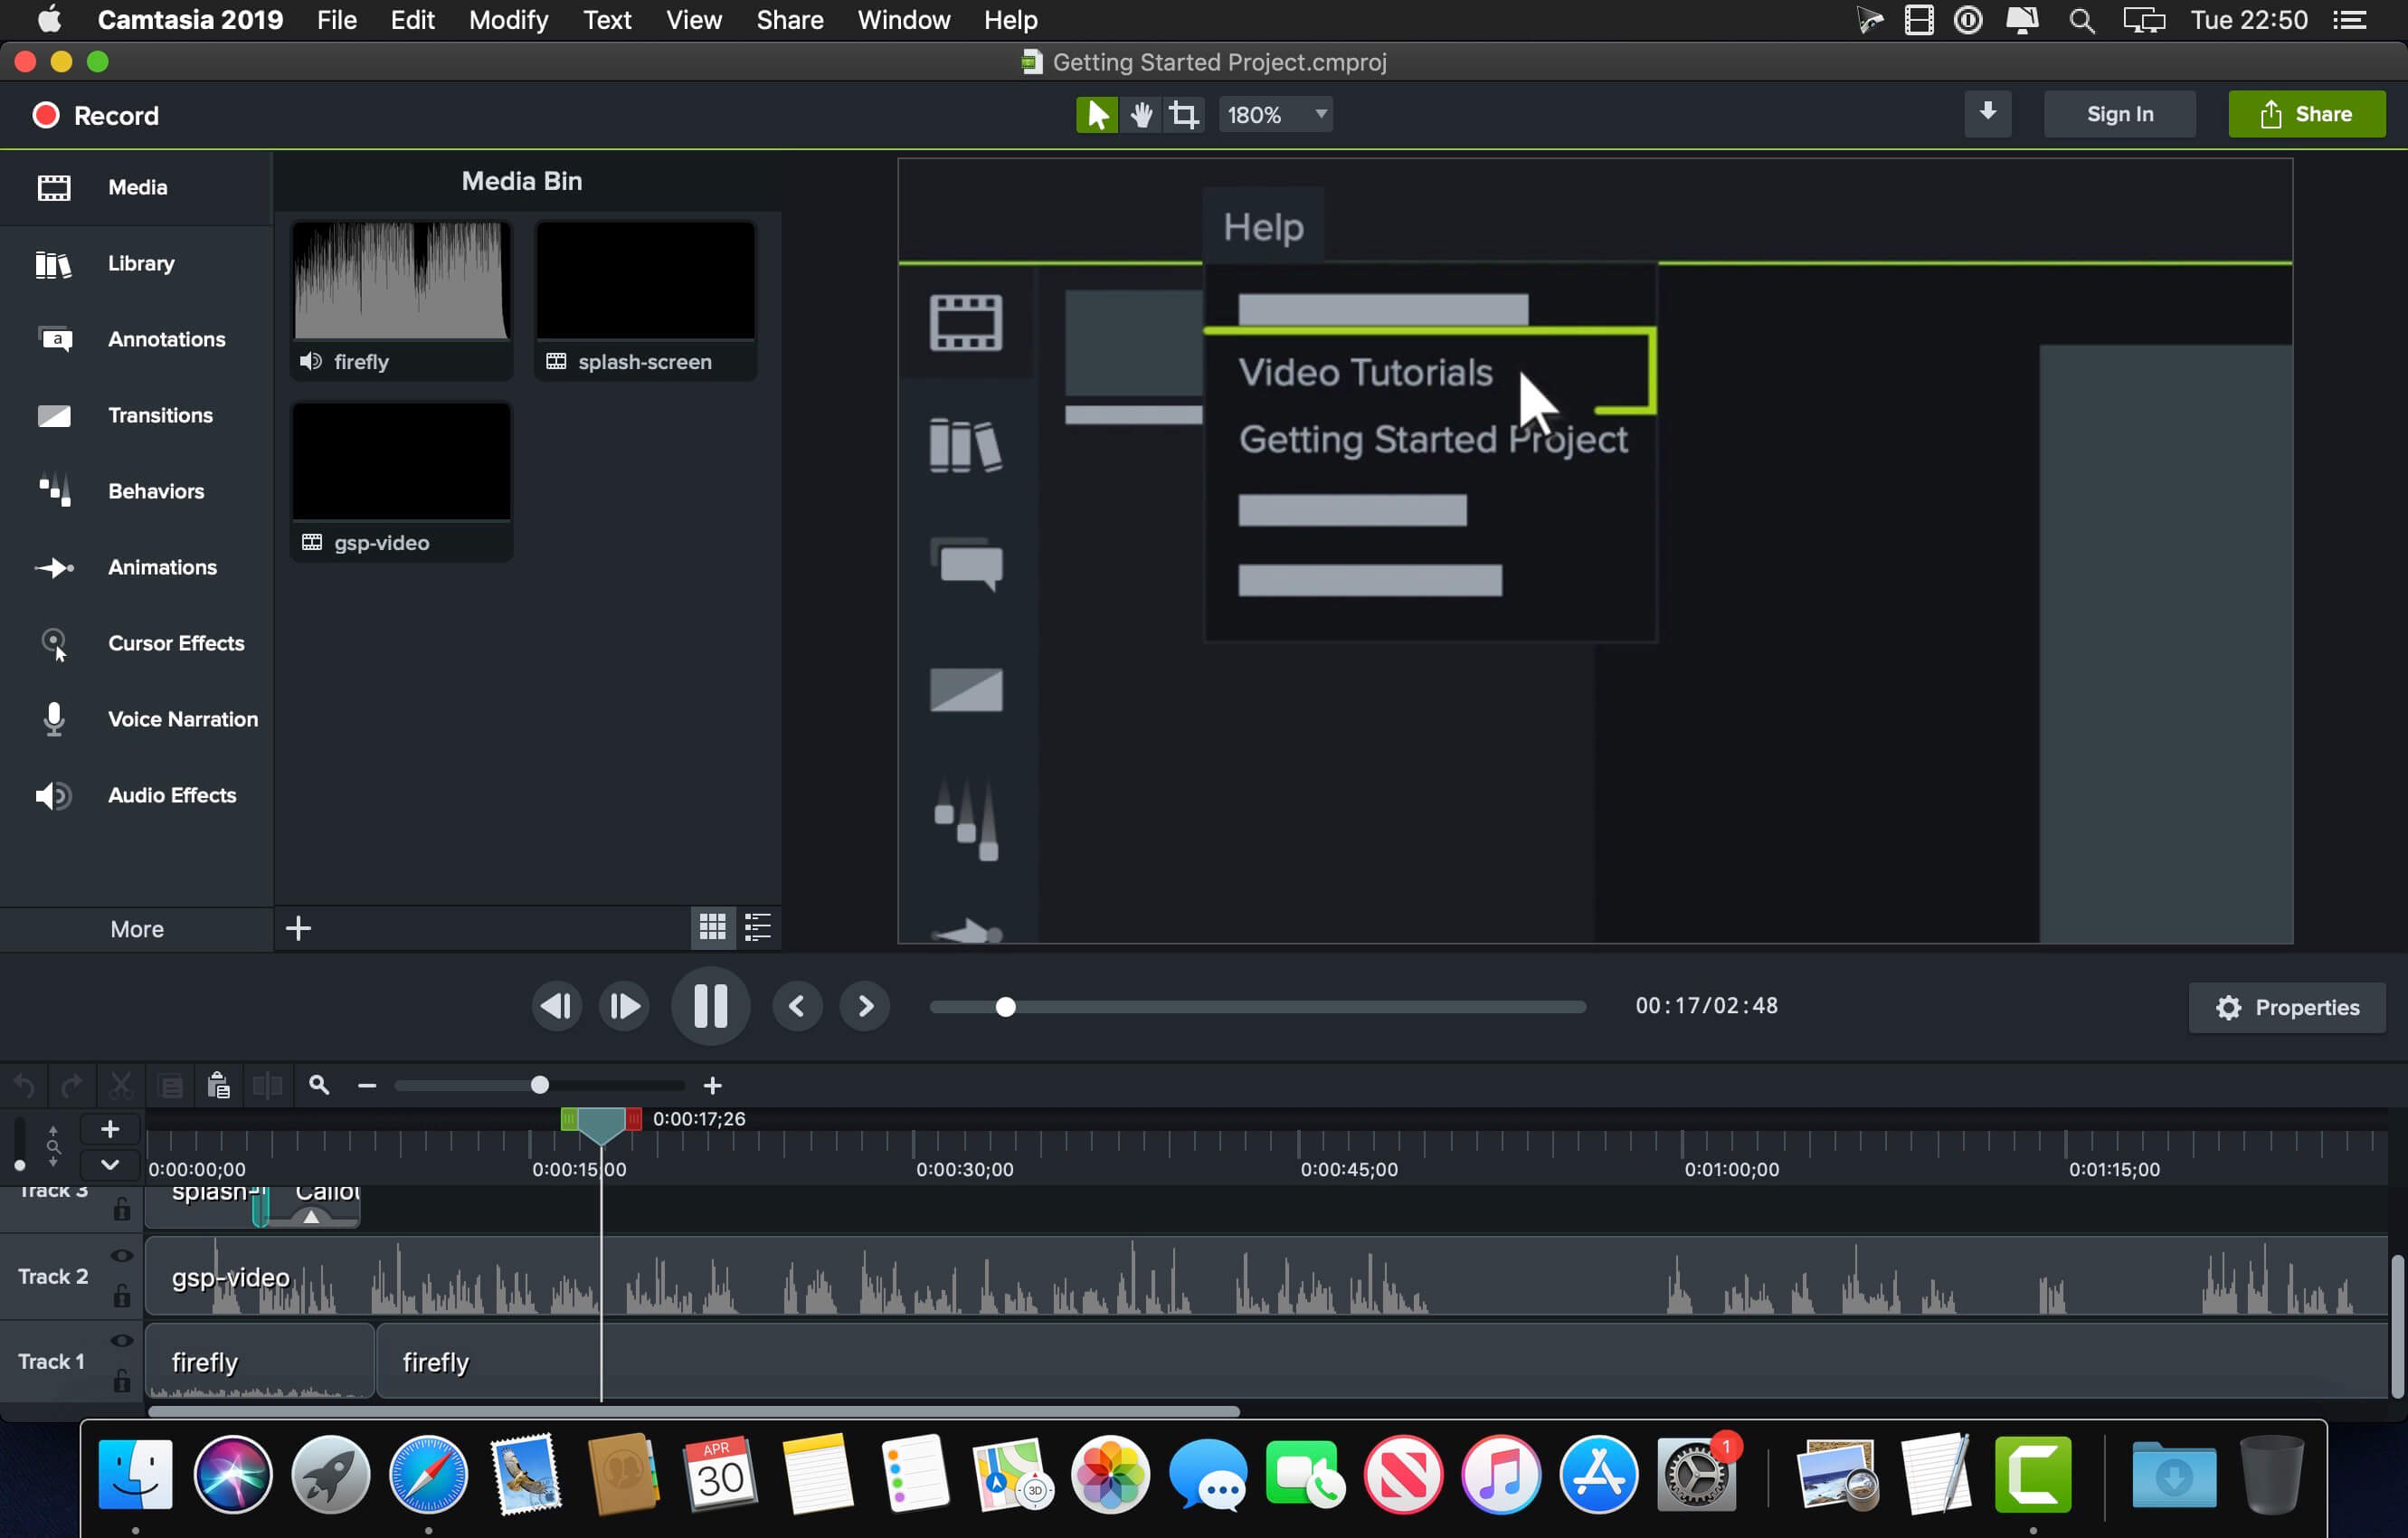 Camtasia 2019 File Edit Modify Text View Share Window Help Tue 22:50
Getting Started Project.cmproj
Record 180% Sign In Share
Media
Library
Annotations
Transitions
Behaviors
Animations
Cursor Effects
Voice Narration
Audio Effects
More
Media Bin
firefly
splash-screen
gsp-video
Help
Video Tutorials
Getting Started Project
00:17/02:48
Properties
0:00:17;26
0:00:00;00 0:00:15;00 0:00:30;00 0:00:45;00 0:01:00;00 0:01:15;00
Track 3 splash-
Track 2 gsp-video
Track 1 firefly firefly
APR
30
3D
1